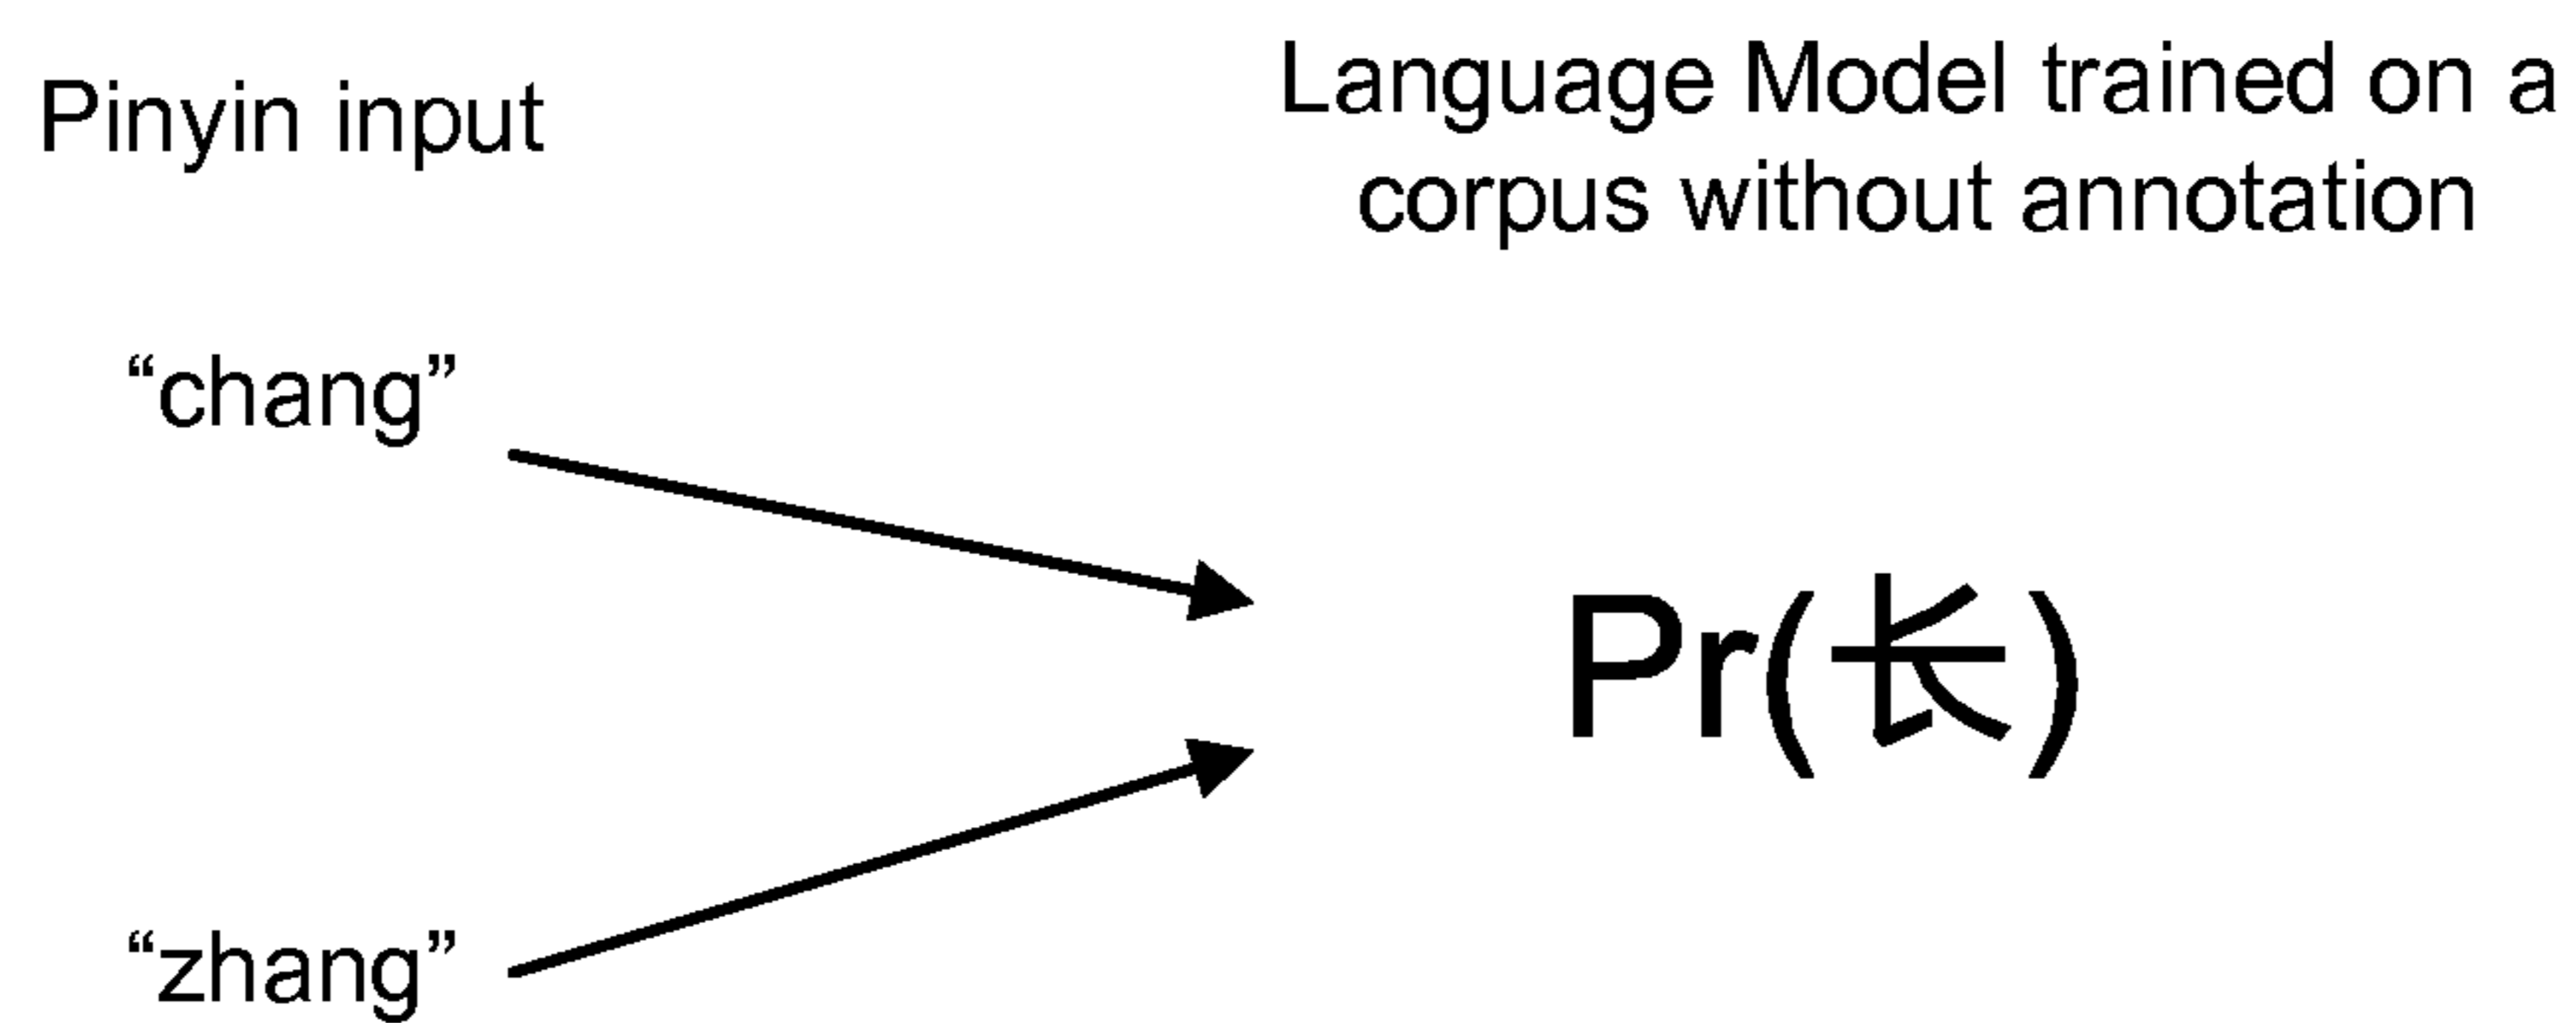 Pinyin input
Language Model trained on a
corpus without annotation
“chang”
Pr(长)
“zhang”